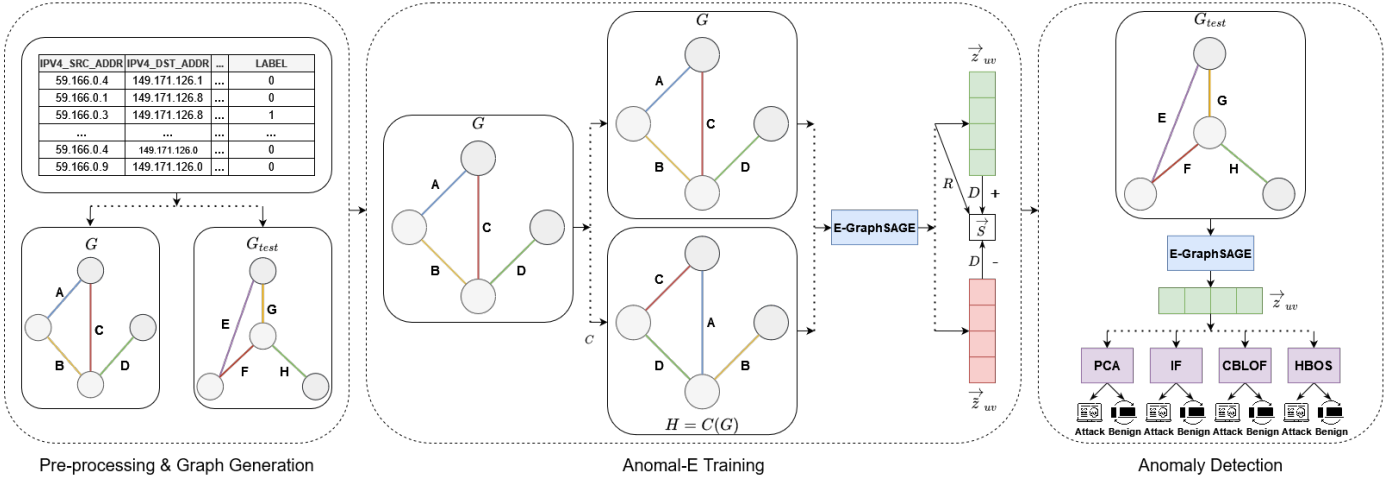 IPV4_SRC_ADDR IPV4_DST_ADDR ... LABEL
59.166.0.4 149.171.126.1 ... 0
59.166.0.1 149.171.126.8 ... 0
59.166.0.3 149.171.126.8 ... 1
... ... ... ...
59.166.0.4 149.171.126.0 ... 0
59.166.0.9 149.171.126.0 ... 0
G
A
C
B
D
G_test
E
G
F
H
Pre-processing & Graph Generation
G
A
C
B
D
C
G
A
C
B
D
C
A
D
B
H = C(G)
E-GraphSAGE
z⃗_uv
R
D +
S⃗
D -
z̃⃗_uv
Anomal-E Training
G_test
E
G
F
H
E-GraphSAGE
z⃗_uv
PCA IF CBLOF HBOS
Attack Benign Attack Benign Attack Benign Attack Benign
Anomaly Detection